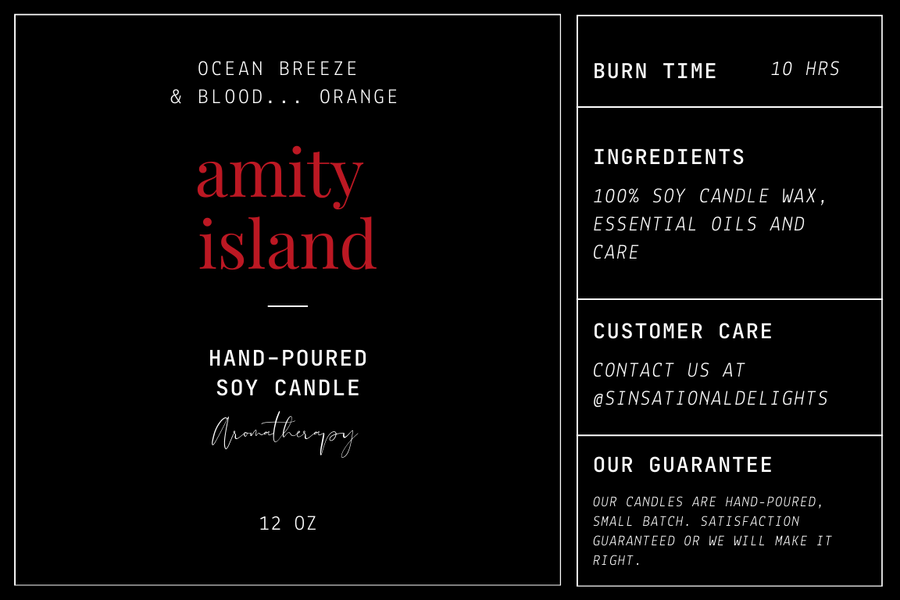 OCEAN BREEZE
& BLOOD... ORANGE
amity
island
HAND-POURED
SOY CANDLE
Aromatherapy
12 OZ
BURN TIME 10 HRS
INGREDIENTS
100% SOY CANDLE WAX,
ESSENTIAL OILS AND
CARE
CUSTOMER CARE
CONTACT US AT
@SINSATIONALDELIGHTS
OUR GUARANTEE
OUR CANDLES ARE HAND-POURED,
SMALL BATCH. SATISFACTION
GUARANTEED OR WE WILL MAKE IT
RIGHT.